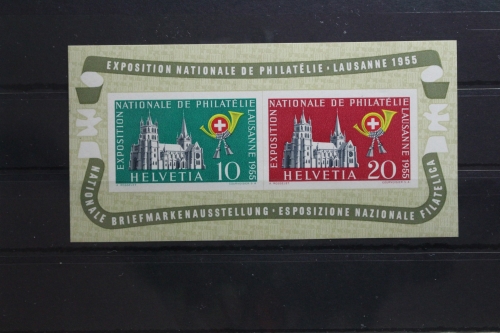 EXPOSITION NATIONALE DE PHILATÉLIE · LAUSANNE 1955
EXPOSITION
NATIONALE DE PHILATÉLIE
LAUSANNE 1955
10
HELVETIA
EXPOSITION
NATIONALE DE PHILATÉLIE
LAUSANNE 1955
20
HELVETIA
NATIONALE BRIEFMARKENAUSSTELLUNG · ESPOSIZIONE NAZIONALE FILATELICA